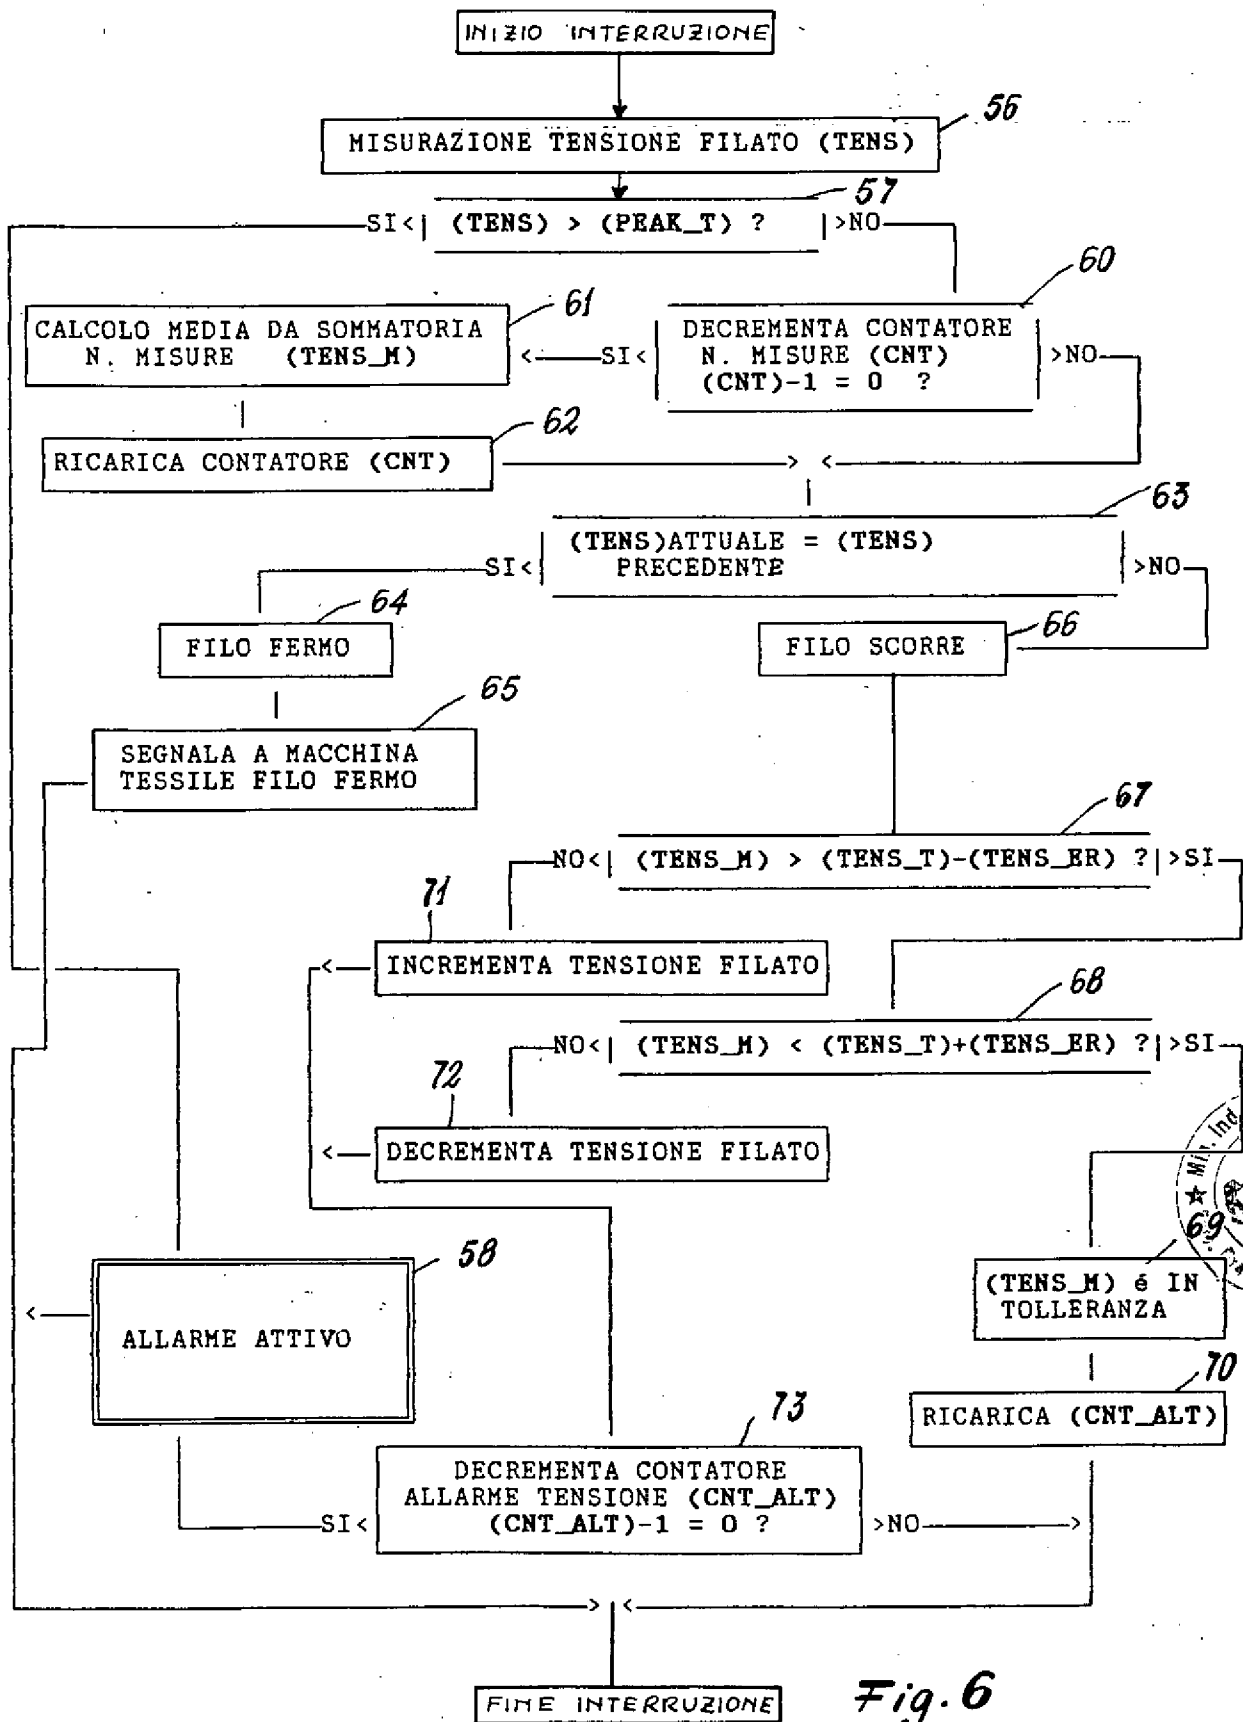 INIZIO INTERRUZIONE
56
MISURAZIONE TENSIONE FILATO (TENS)
57
SI<| (TENS) > (PEAK_T) ? |>NO
60
61
CALCOLO MEDIA DA SOMMATORIA
N. MISURE (TENS_M)
<
SI<
DECREMENTA CONTATORE
N. MISURE (CNT)
(CNT)-1 = 0 ?
>NO
62
RICARICA CONTATORE (CNT)
> <
63
(TENS)ATTUALE = (TENS)
PRECEDENTE
SI<
>NO
64
FILO FERMO
66
FILO SCORRE
65
SEGNALA A MACCHINA
TESSILE FILO FERMO
67
NO<| (TENS_M) > (TENS_T)-(TENS_ER) ?|>SI
71
< INCREMENTA TENSIONE FILATO
68
NO<| (TENS_M) < (TENS_T)+(TENS_ER) ?|>SI
72
< DECREMENTA TENSIONE FILATO
Min. Ind
69
58
(TENS_M) é IN
TOLLERANZA
<
ALLARME ATTIVO
70
RICARICA (CNT_ALT)
73
DECREMENTA CONTATORE
ALLARME TENSIONE (CNT_ALT)
(CNT_ALT)-1 = 0 ?
SI<
>NO
>
> <
FINE INTERRUZIONE
Fig. 6